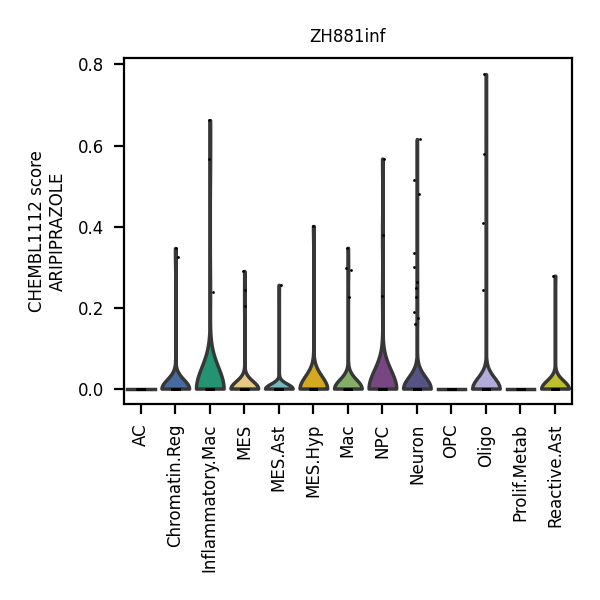 ZH881inf
CHEMBL1112 score
ARIPIPRAZOLE
0.8
0.6
0.4
0.2
0.0
AC
Chromatin.Reg
Inflammatory.Mac
MES
MES.Ast
MES.Hyp
Mac
NPC
Neuron
OPC
Oligo
Prolif.Metab
Reactive.Ast